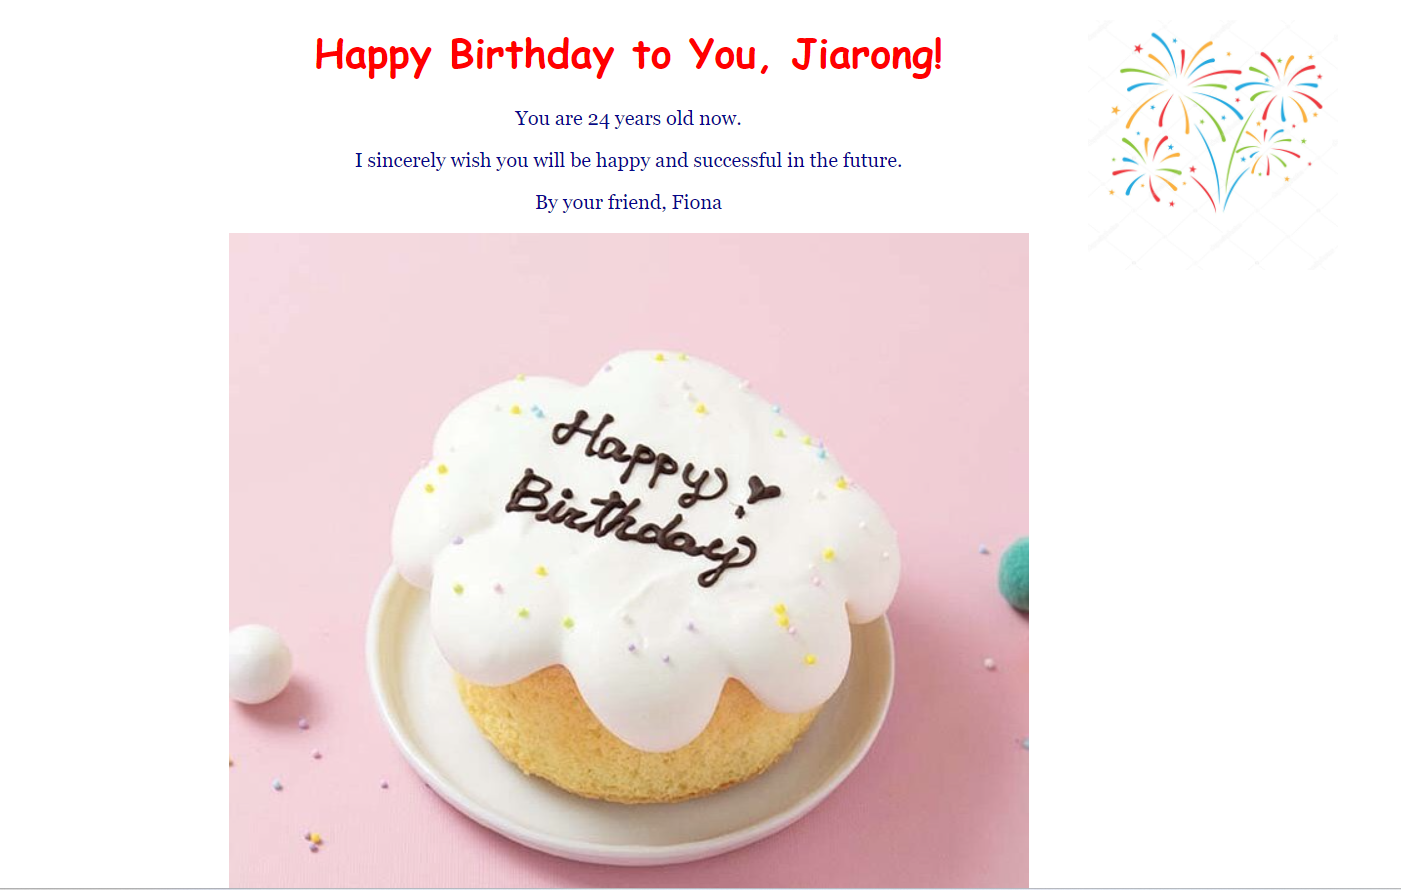 Happy Birthday to You, Jiarong!
You are 24 years old now.
I sincerely wish you will be happy and successful in the future.
By your friend, Fiona
Happy
Birthday